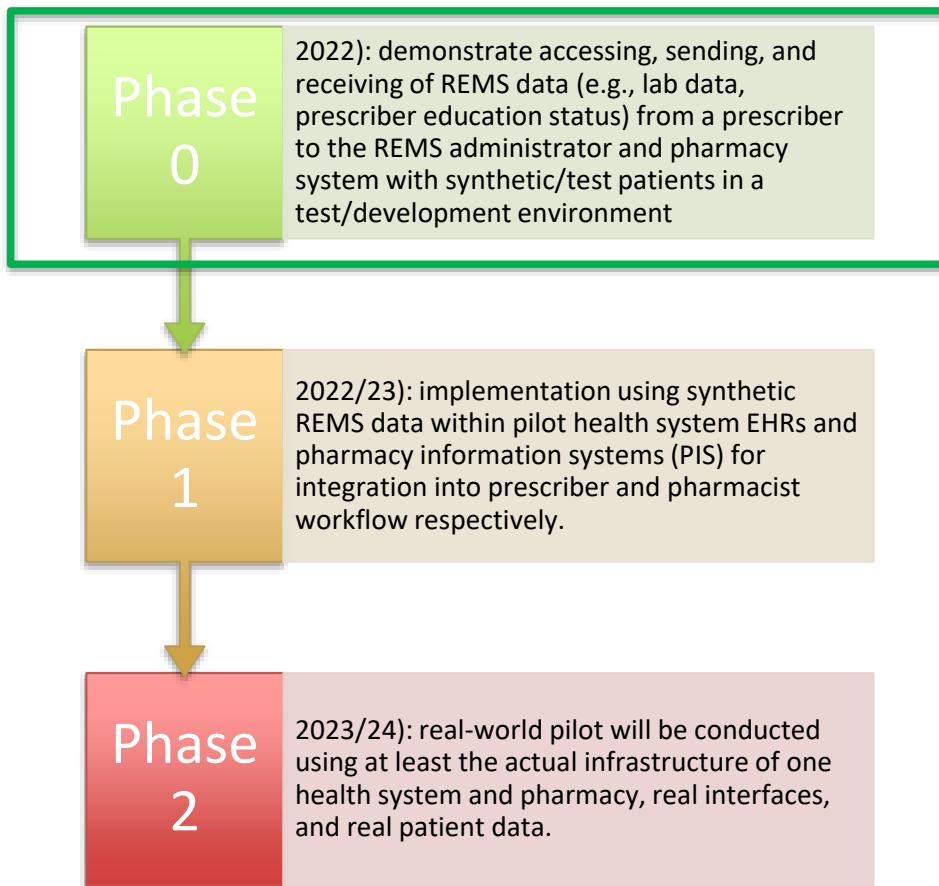 Phase
0
2022): demonstrate accessing, sending, and
receiving of REMS data (e.g., lab data,
prescriber education status) from a prescriber
to the REMS administrator and pharmacy
system with synthetic/test patients in a
test/development environment
Phase
1
2022/23): implementation using synthetic
REMS data within pilot health system EHRs and
pharmacy information systems (PIS) for
integration into prescriber and pharmacist
workflow respectively.
Phase
2
2023/24): real-world pilot will be conducted
using at least the actual infrastructure of one
health system and pharmacy, real interfaces,
and real patient data.